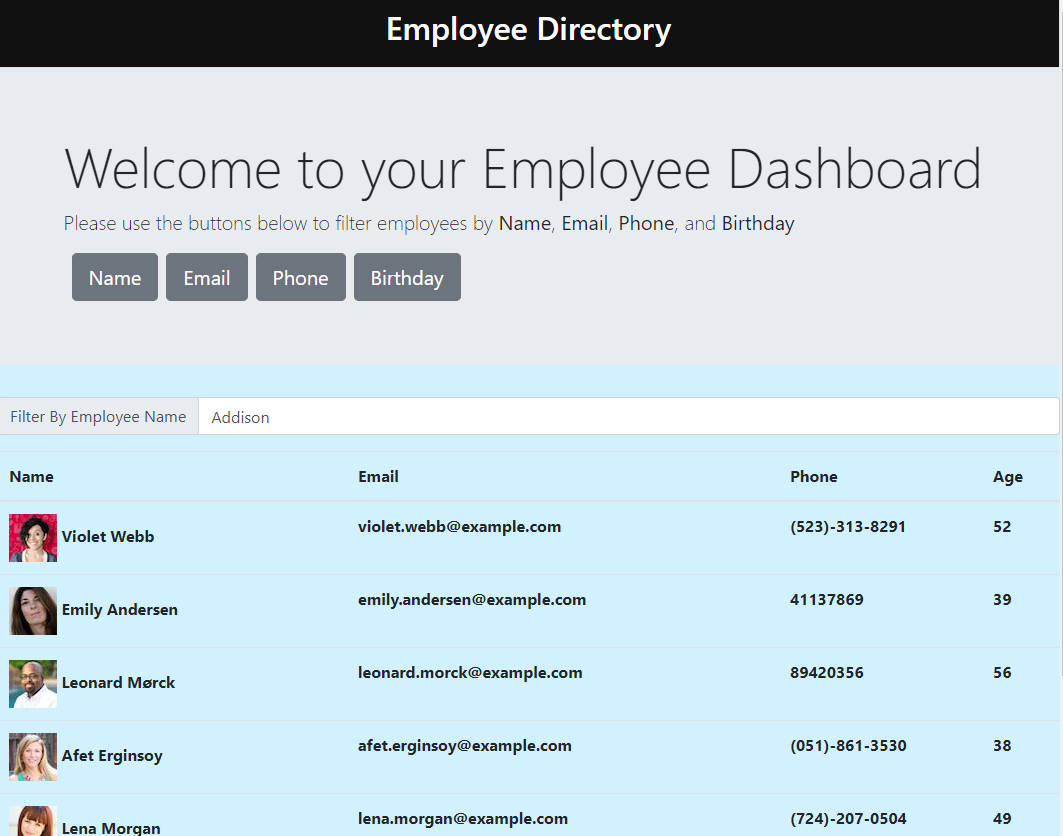 Employee Directory
Welcome to your Employee Dashboard
Please use the buttons below to filter employees by Name, Email, Phone, and Birthday
Name Email Phone Birthday
Filter By Employee Name Addison
Name Email Phone Age
Violet Webb violet.webb@example.com (523)-313-8291 52
Emily Andersen emily.andersen@example.com 41137869 39
Leonard Mørck leonard.morck@example.com 89420356 56
Afet Erginsoy afet.erginsoy@example.com (051)-861-3530 38
Lena Morgan lena.morgan@example.com (724)-207-0504 49